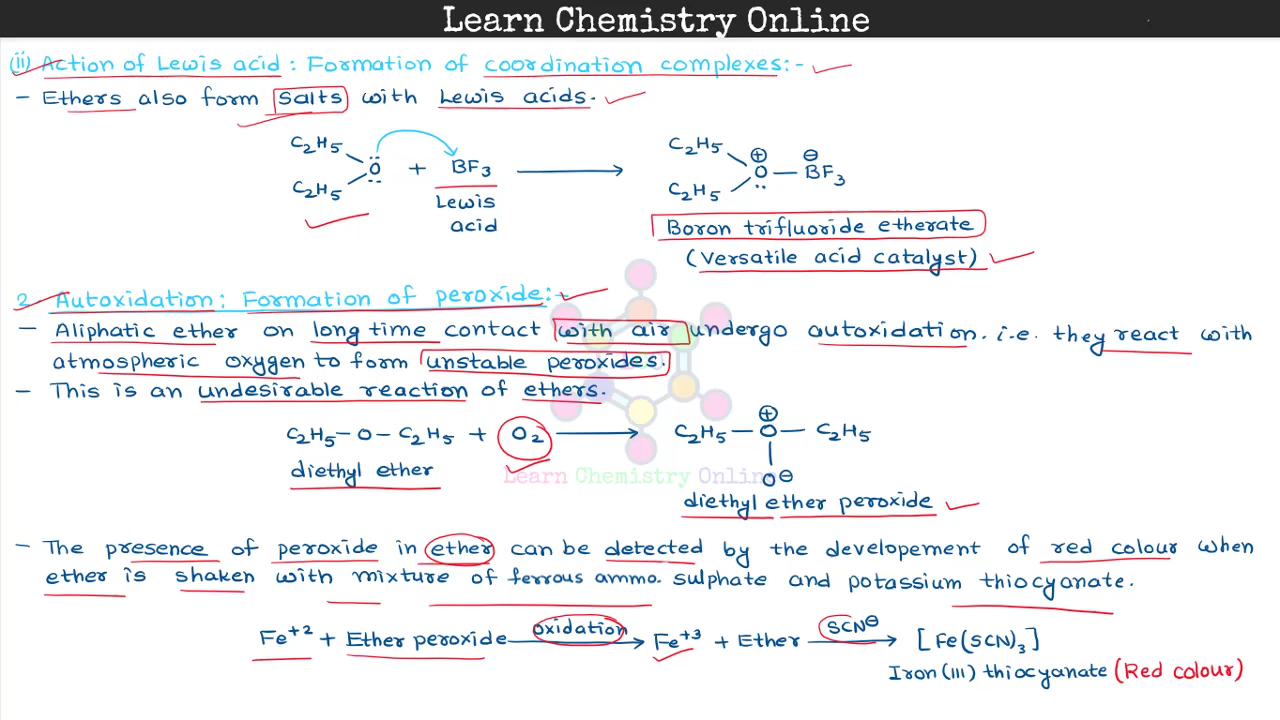 Learn Chemistry Online
(ii) Action of Lewis acid : Formation of coordination complexes:-
- Ethers also form salts with Lewis acids.
C₂H₅
C₂H₅
O + BF₃
Lewis
acid
C₂H₅
C₂H₅
⊕ ⊖
O — BF₃
Boron trifluoride etherate
(Versatile acid catalyst)
2. Autoxidation: Formation of peroxide:-
- Aliphatic ether on long time contact with air undergo autoxidation. i.e. they react with
atmospheric oxygen to form unstable peroxides.
- This is an undesirable reaction of ethers.
C₂H₅ — O — C₂H₅ + O₂
diethyl ether
⊕
C₂H₅ — O — C₂H₅
O⊖
Learn Chemistry Online
diethyl ether peroxide
- The presence of peroxide in ether can be detected by the developement of red colour when
ether is shaken with mixture of ferrous ammo. sulphate and potassium thiocyanate.
Fe⁺² + Ether peroxide oxidation→ Fe⁺³ + Ether SCN⊖→ [Fe(SCN)₃]
Iron (III) thiocyanate (Red colour)